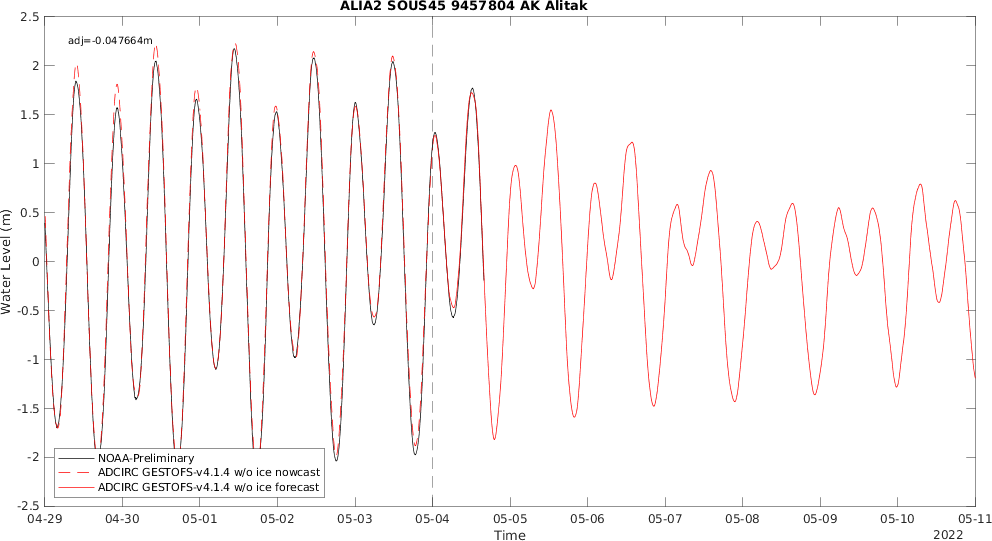 ALIA2 SOUS45 9457804 AK Alitak
adj=-0.047664m
Water Level (m)
2.5
2
1.5
1
0.5
0
-0.5
-1
-1.5
-2
-2.5
NOAA-Preliminary
ADCIRC GESTOFS-v4.1.4 w/o ice nowcast
ADCIRC GESTOFS-v4.1.4 w/o ice forecast
04-29 04-30 05-01 05-02 05-03 05-04 05-05 05-06 05-07 05-08 05-09 05-10 05-11
Time
2022